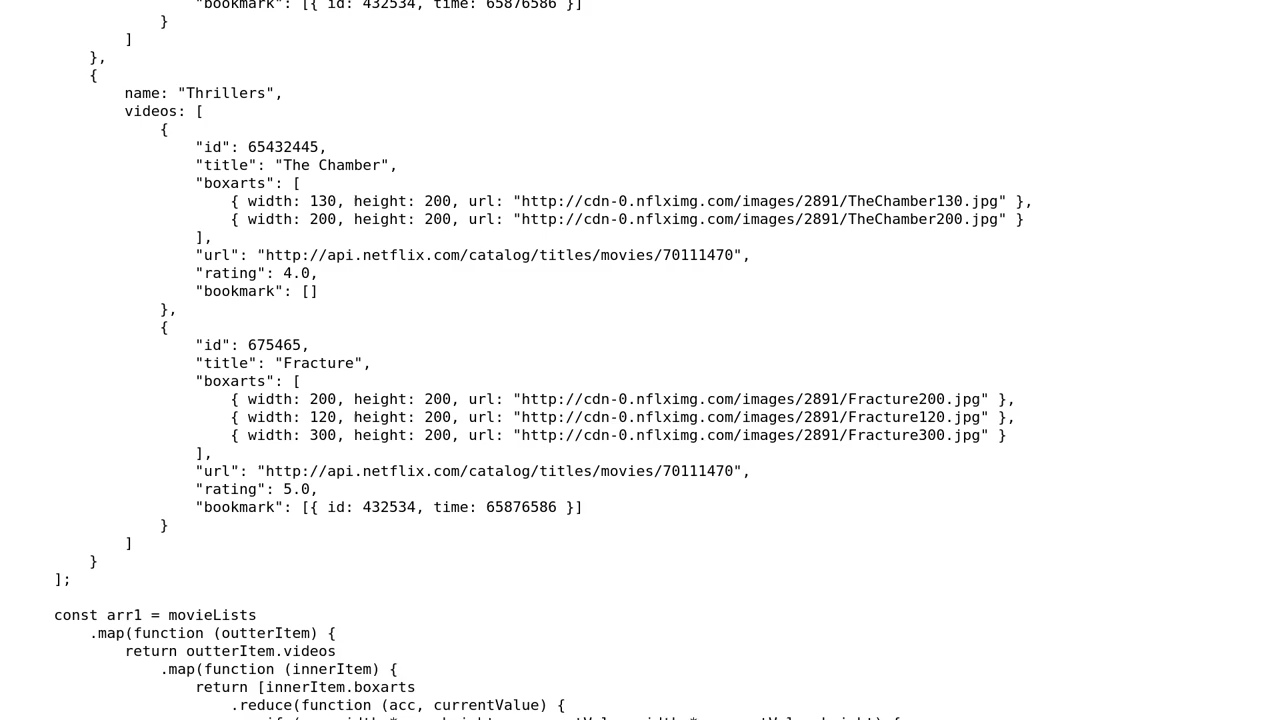 "bookmark": [{ id: 432534, time: 65876586 }]
}
]
},
{
name: "Thrillers",
videos: [
{
"id": 65432445,
"title": "The Chamber",
"boxarts": [
{ width: 130, height: 200, url: "http://cdn-0.nflximg.com/images/2891/TheChamber130.jpg" },
{ width: 200, height: 200, url: "http://cdn-0.nflximg.com/images/2891/TheChamber200.jpg" }
],
"url": "http://api.netflix.com/catalog/titles/movies/70111470",
"rating": 4.0,
"bookmark": []
},
{
"id": 675465,
"title": "Fracture",
"boxarts": [
{ width: 200, height: 200, url: "http://cdn-0.nflximg.com/images/2891/Fracture200.jpg" },
{ width: 120, height: 200, url: "http://cdn-0.nflximg.com/images/2891/Fracture120.jpg" },
{ width: 300, height: 200, url: "http://cdn-0.nflximg.com/images/2891/Fracture300.jpg" }
],
"url": "http://api.netflix.com/catalog/titles/movies/70111470",
"rating": 5.0,
"bookmark": [{ id: 432534, time: 65876586 }]
}
]
}
];
const arr1 = movieLists
.map(function (outterItem) {
return outterItem.videos
.map(function (innerItem) {
return [innerItem.boxarts
.reduce(function (acc, currentValue) {